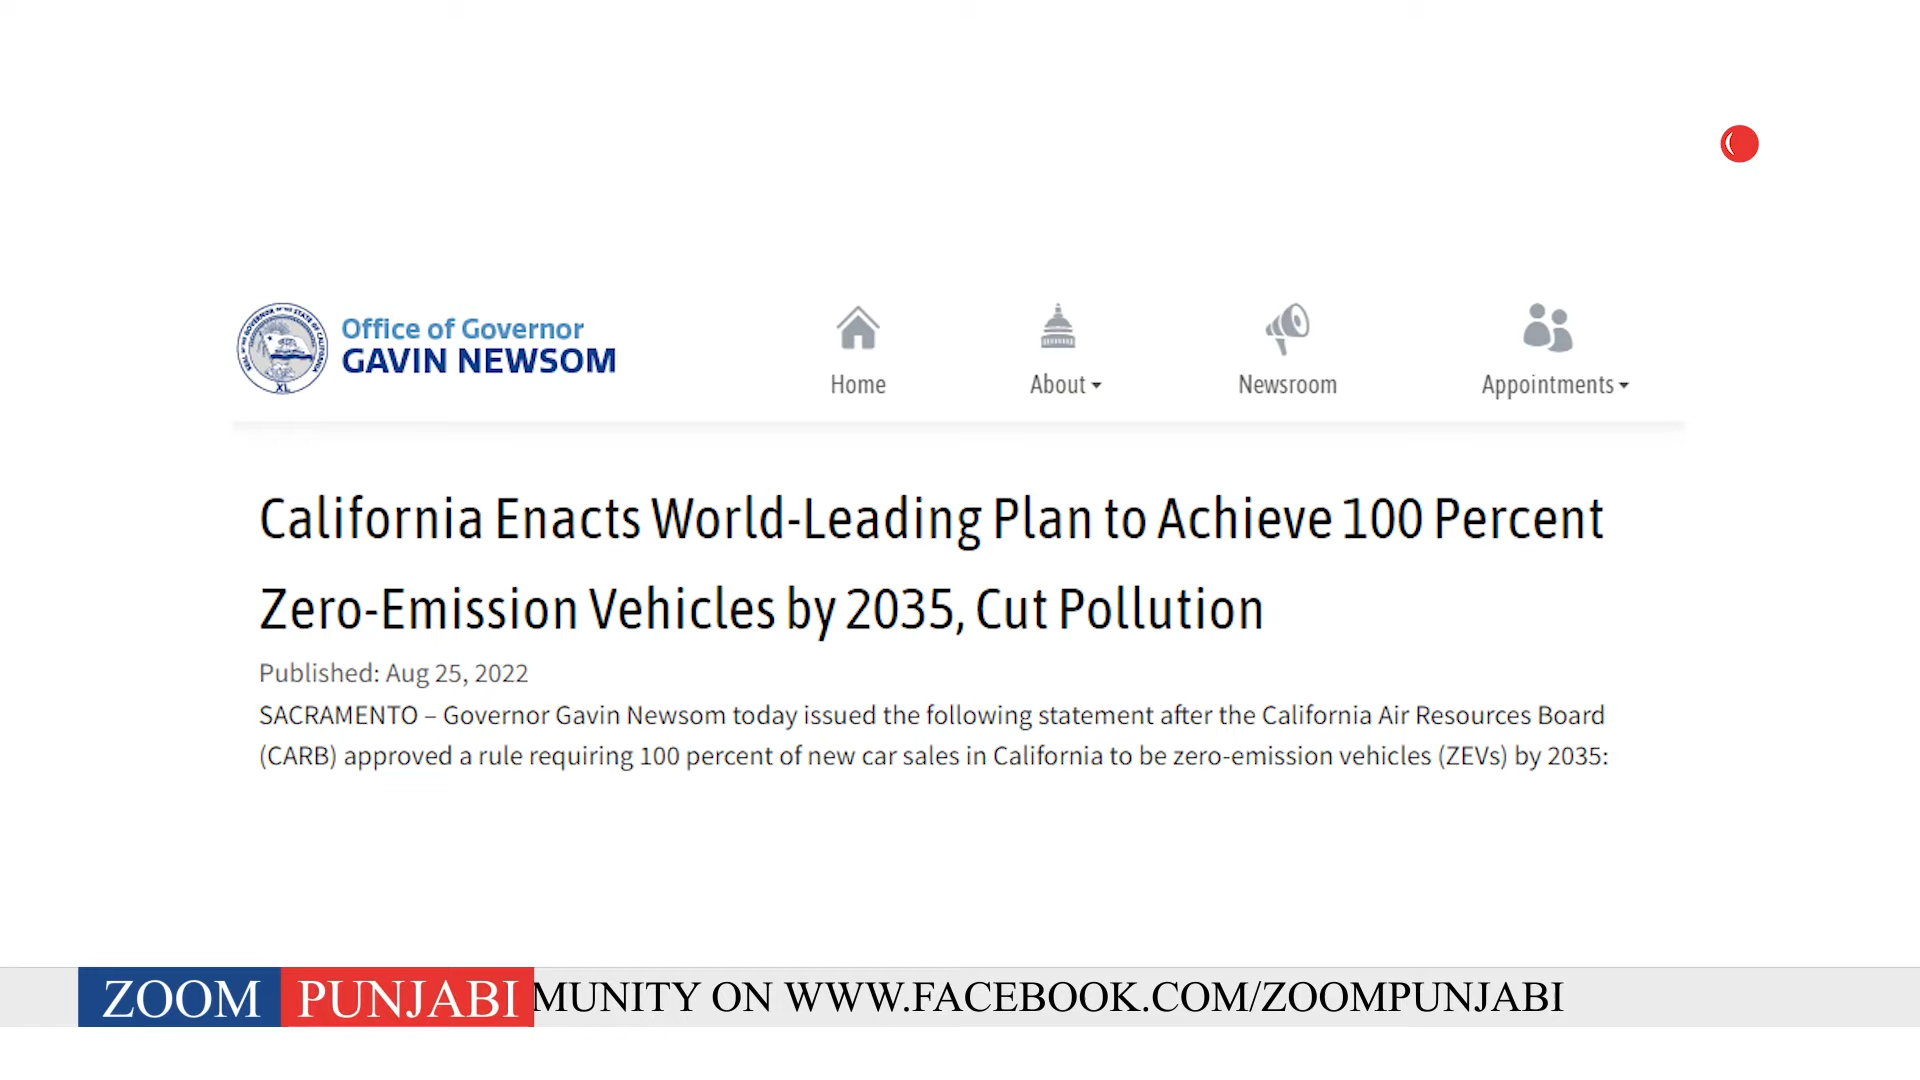 Office of Governor
GAVIN NEWSOM
Home
About
Newsroom
Appointments
California Enacts World-Leading Plan to Achieve 100 Percent
Zero-Emission Vehicles by 2035, Cut Pollution
Published: Aug 25, 2022
SACRAMENTO – Governor Gavin Newsom today issued the following statement after the California Air Resources Board
(CARB) approved a rule requiring 100 percent of new car sales in California to be zero-emission vehicles (ZEVs) by 2035:
ZOOM PUNJABI MUNITY ON WWW.FACEBOOK.COM/ZOOMPUNJABI